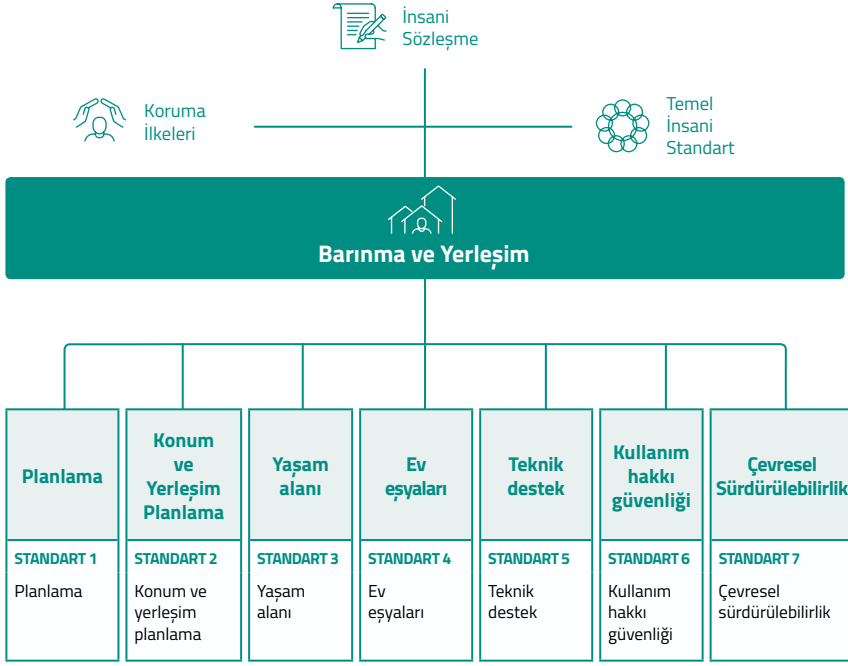 İnsani
Sözleşme
Koruma
İlkeleri
Temel
İnsani
Standart
Barınma ve Yerleşim
Planlama
Konum
ve
Yerleşim
Planlama
Yaşam
alanı
Ev
eşyaları
Teknik
destek
Kullanım
hakkı
güvenliği
Çevresel
Sürdürülebilirlik
STANDART 1
Planlama
STANDART 2
Konum ve
yerleşim
planlama
STANDART 3
Yaşam
alanı
STANDART 4
Ev
eşyaları
STANDART 5
Teknik
destek
STANDART 6
Kullanım
hakkı
güvenliği
STANDART 7
Çevresel
sürdürülebilirlik